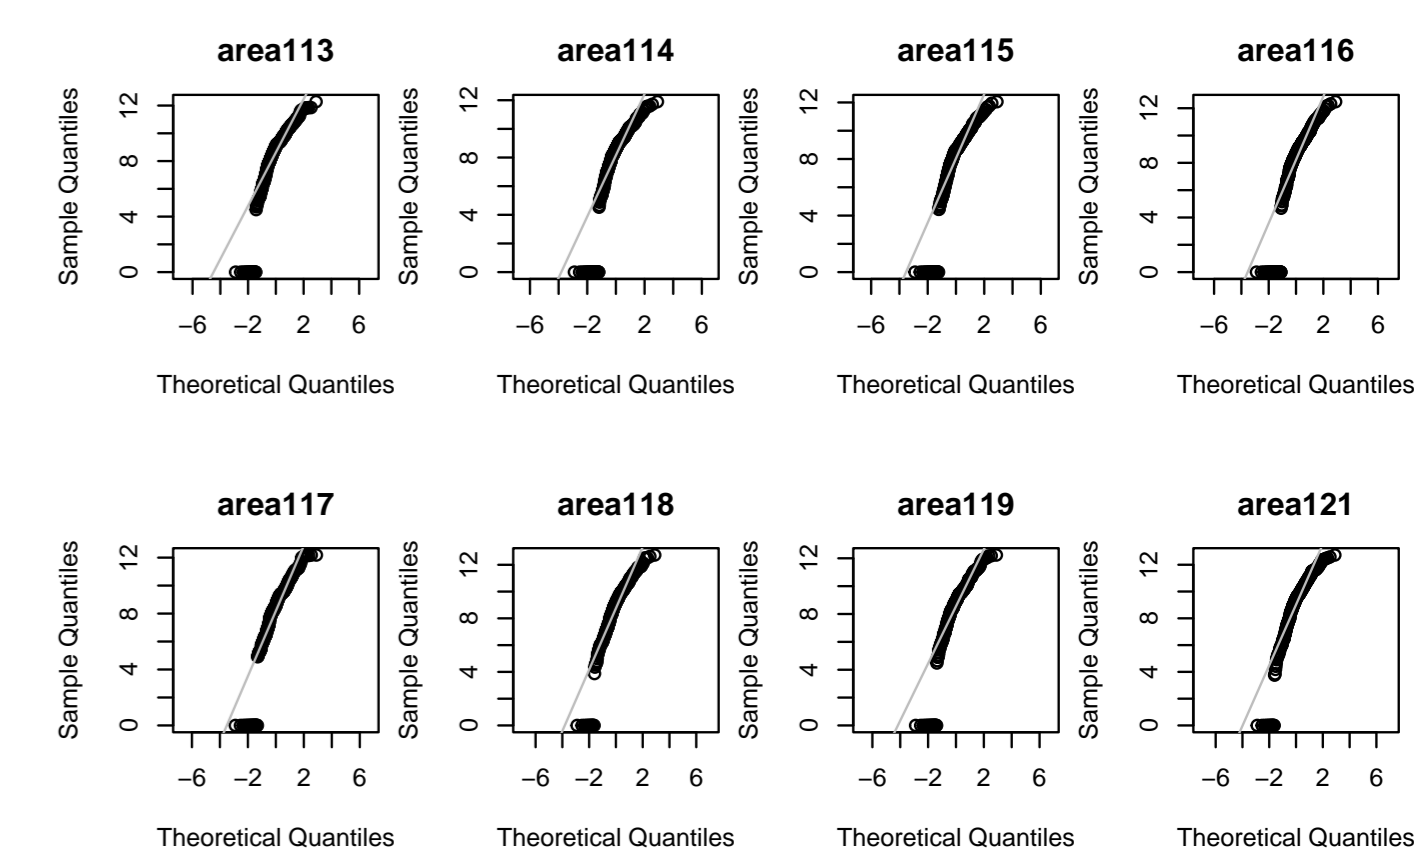 area113 area114 area115 area116
Sample Quantiles Sample Quantiles Sample Quantiles Sample Quantiles
0 4 8 12 0 4 8 12 0 4 8 12 0 4 8 12
−6 −2 2 6 −6 −2 2 6 −6 −2 2 6 −6 −2 2 6
Theoretical Quantiles Theoretical Quantiles Theoretical Quantiles Theoretical Quantiles
area117 area118 area119 area121
Sample Quantiles Sample Quantiles Sample Quantiles Sample Quantiles
0 4 8 12 0 4 8 12 0 4 8 12 0 4 8 12
−6 −2 2 6 −6 −2 2 6 −6 −2 2 6 −6 −2 2 6
Theoretical Quantiles Theoretical Quantiles Theoretical Quantiles Theoretical Quantiles